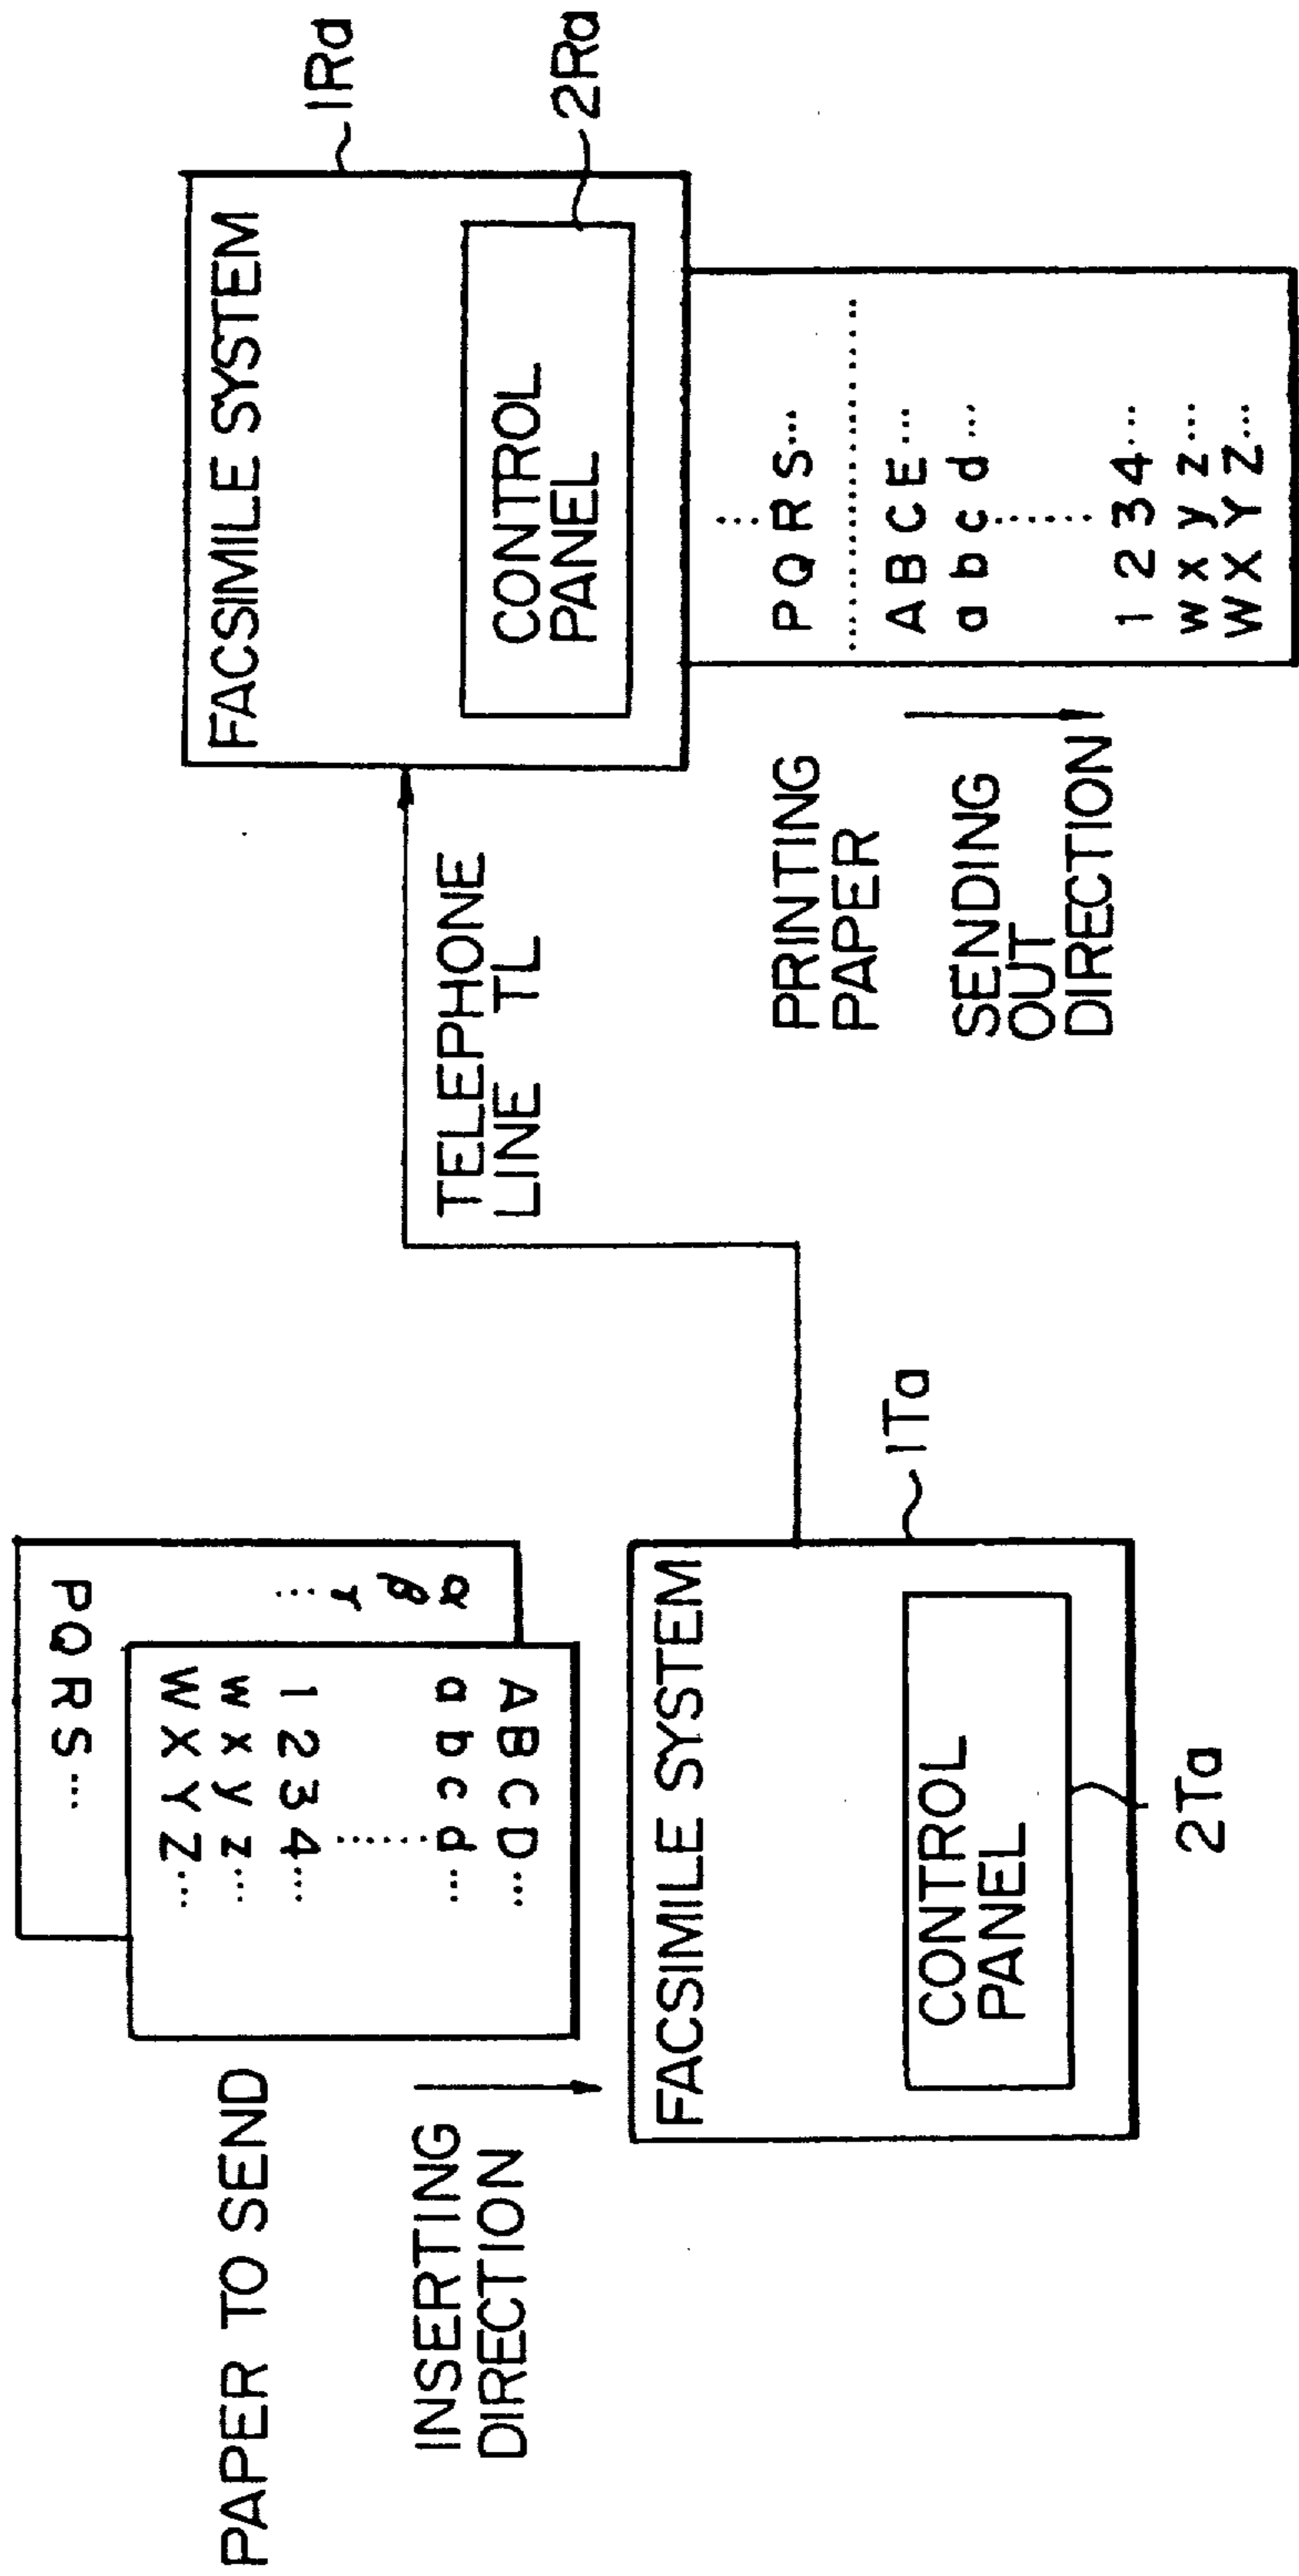 PAPER TO SEND
INSERTING
DIRECTION
α
β
γ
...
P Q R S ...
A B C D ...
a b c d ...
1 2 3 4 ...
w x y z ...
W X Y Z ...
FACSIMILE SYSTEM
CONTROL
PANEL
1Ta
2Ta
TELEPHONE
LINE TL
FACSIMILE SYSTEM
CONTROL
PANEL
1Ra
2Ra
PRINTING
PAPER
SENDING
OUT
DIRECTION
P Q R S ...
A B C E ...
a b c d ...
1 2 3 4 ...
w x y z ...
W X Y Z ...